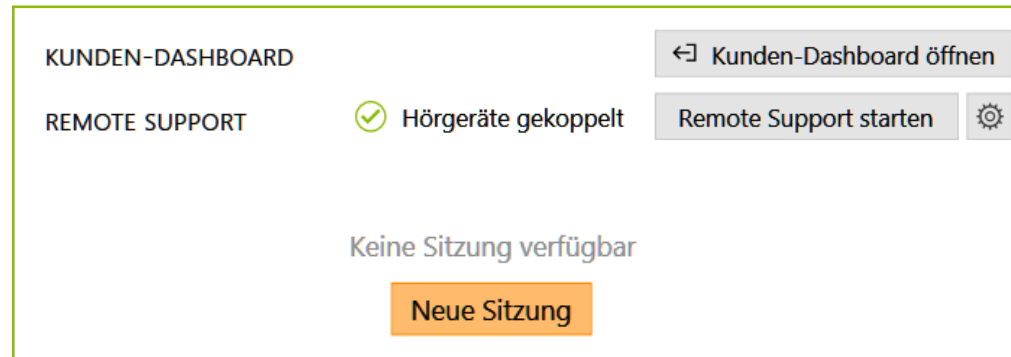 KUNDEN-DASHBOARD
Kunden-Dashboard öffnen
REMOTE SUPPORT
Hörgeräte gekoppelt
Remote Support starten
Keine Sitzung verfügbar
Neue Sitzung